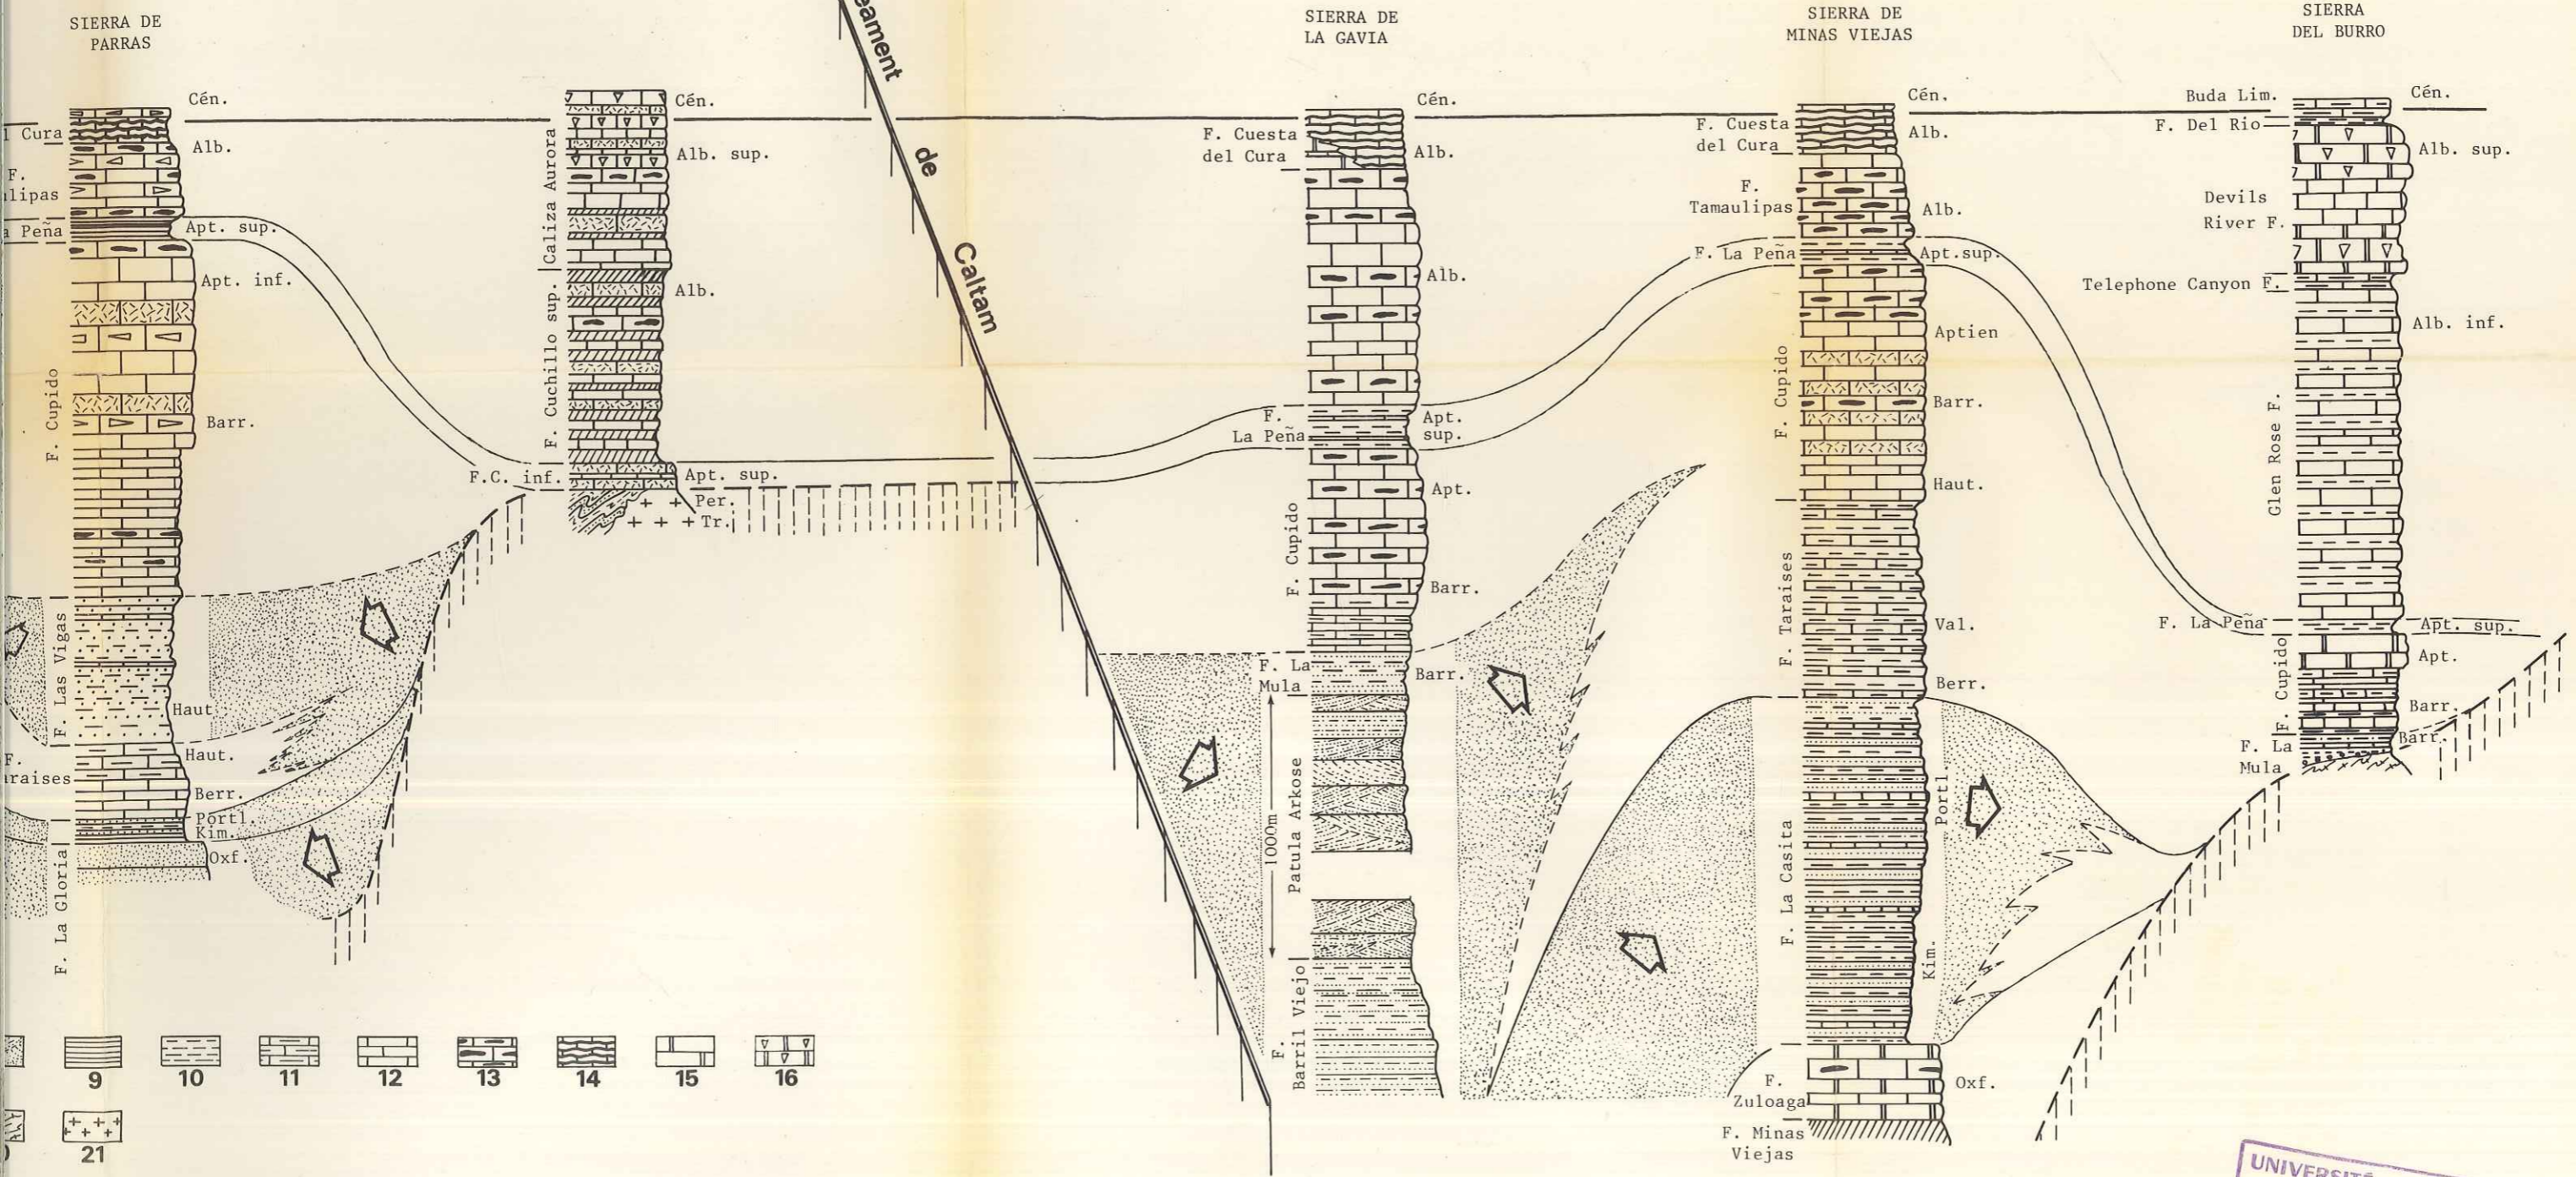 SIERRA DE
PARRAS
SIERRA DE
LA GAVIA
SIERRA DE
MINAS VIEJAS
SIERRA
DEL BURRO
de
Caltam
Cura
Cén.
Alb.
F.
Peña
Apt. sup.
Apt. inf.
F. Cupido
Barr.
F. Las Vigas
Haut
Haut.
F.
Berr.
Portl.
Kim.
Oxf.
F. La Gloria
Cén.
Caliza Aurora
Alb. sup.
F. Cuchillo sup.
Alb.
F.C. inf.
Apt. sup.
Per.
Tr.
Cén.
F. Cuesta
del Cura
Alb.
Alb.
F.
La Peña
Apt.
sup.
F. Cupido
Apt.
Barr.
F. La
Mula
Barr.
1000m
Patula Arkose
F.
Barril Viejo
Cén.
F. Cuesta
del Cura
Alb.
F.
Tamaulipas
Alb.
F. La Peña
Apt.sup.
F. Cupido
Aptien
Barr.
Haut.
F. Taraises
Val.
Berr.
F. La Casita
Portl.
Kim.
F.
Zuloaga
Oxf.
F. Minas
Viejas
Buda Lim.
Cén.
F. Del Rio
Alb. sup.
Devils
River F.
Telephone Canyon F.
Alb. inf.
Glen Rose F.
F. La Peña
Apt. sup.
F. Cupido
Apt.
Barr.
F. La
Mula
Barr.
9
10
11
12
13
14
15
16
21